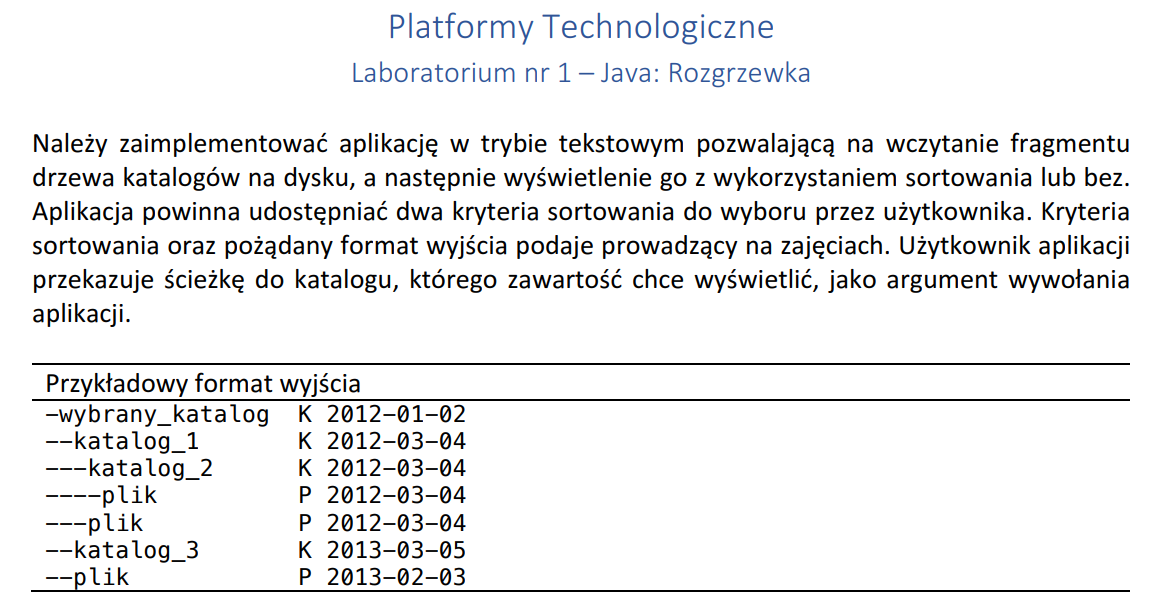 Platformy Technologiczne
Laboratorium nr 1 – Java: Rozgrzewka
Należy zaimplementować aplikację w trybie tekstowym pozwalającą na wczytanie fragmentu
drzewa katalogów na dysku, a następnie wyświetlenie go z wykorzystaniem sortowania lub bez.
Aplikacja powinna udostępniać dwa kryteria sortowania do wyboru przez użytkownika. Kryteria
sortowania oraz pożądany format wyjścia podaje prowadzący na zajęciach. Użytkownik aplikacji
przekazuje ścieżkę do katalogu, którego zawartość chce wyświetlić, jako argument wywołania
aplikacji.
Przykładowy format wyjścia
-wybrany_katalog  K 2012-01-02
--katalog_1       K 2012-03-04
---katalog_2      K 2012-03-04
----plik          P 2012-03-04
---plik           P 2012-03-04
--katalog_3       K 2013-03-05
--plik            P 2013-02-03